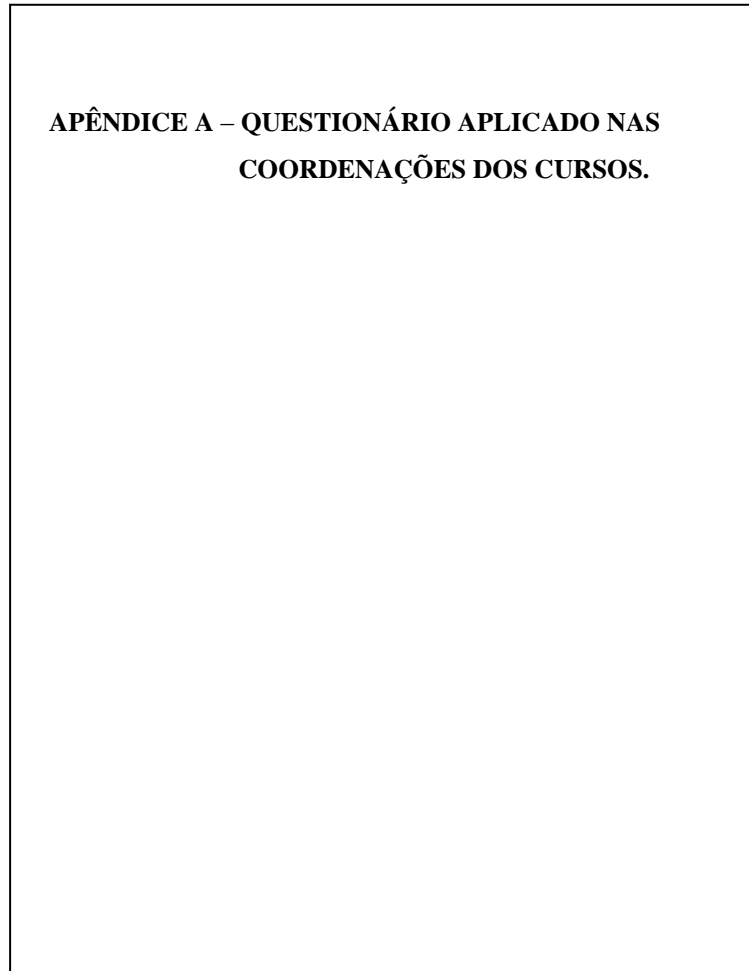 APÊNDICE A – QUESTIONÁRIO APLICADO NAS
COORDENAÇÕES DOS CURSOS.